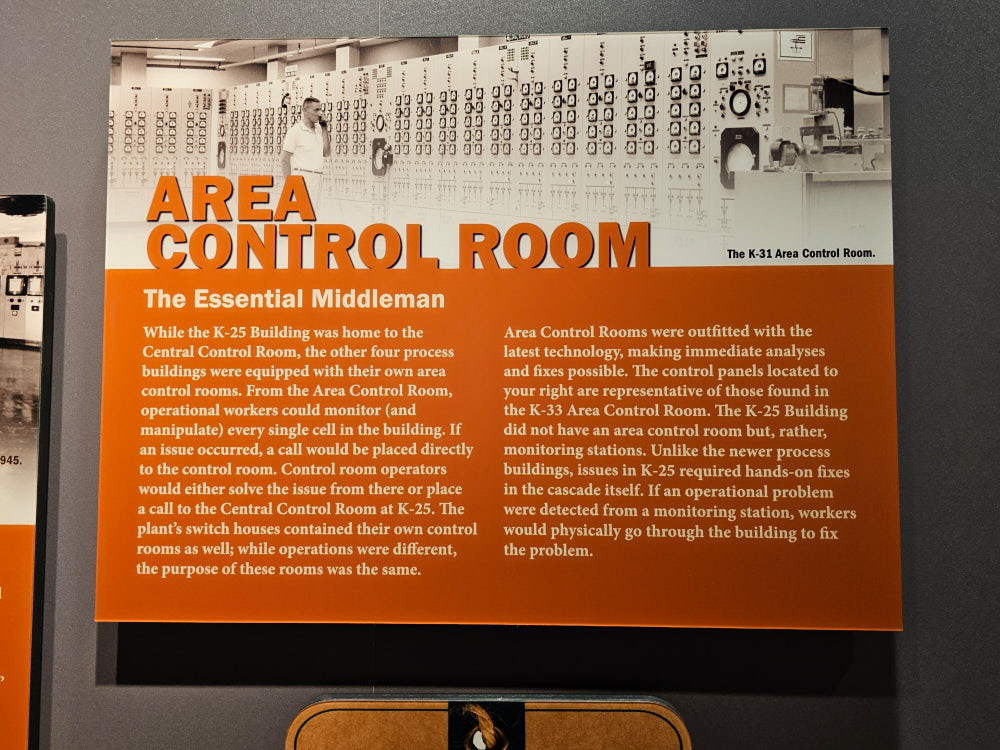 AREA
CONTROL ROOM
The K-31 Area Control Room.
The Essential Middleman
While the K-25 Building was home to the
Central Control Room, the other four process
buildings were equipped with their own area
control rooms. From the Area Control Room,
operational workers could monitor (and
manipulate) every single cell in the building. If
an issue occurred, a call would be placed directly
to the control room. Control room operators
would either solve the issue from there or place
a call to the Central Control Room at K-25. The
plant's switch houses contained their own control
rooms as well; while operations were different,
the purpose of these rooms was the same.
Area Control Rooms were outfitted with the
latest technology, making immediate analyses
and fixes possible. The control panels located to
your right are representative of those found in
the K-33 Area Control Room. The K-25 Building
did not have an area control room but, rather,
monitoring stations. Unlike the newer process
buildings, issues in K-25 required hands-on fixes
in the cascade itself. If an operational problem
were detected from a monitoring station, workers
would physically go through the building to fix
the problem.
945.